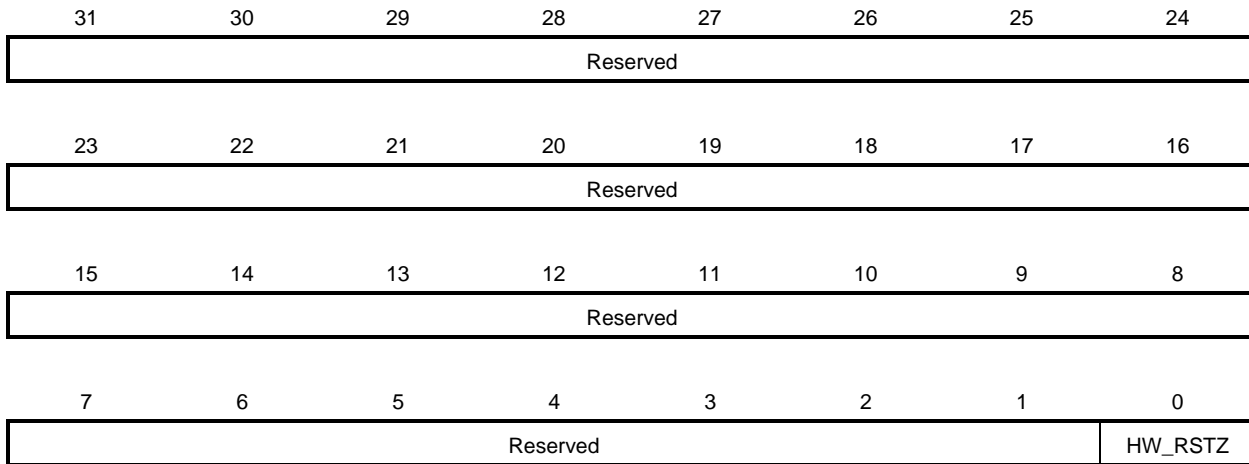 31 30 29 28 27 26 25 24
Reserved
23 22 21 20 19 18 17 16
Reserved
15 14 13 12 11 10 9 8
Reserved
7 6 5 4 3 2 1 0
Reserved HW_RSTZ